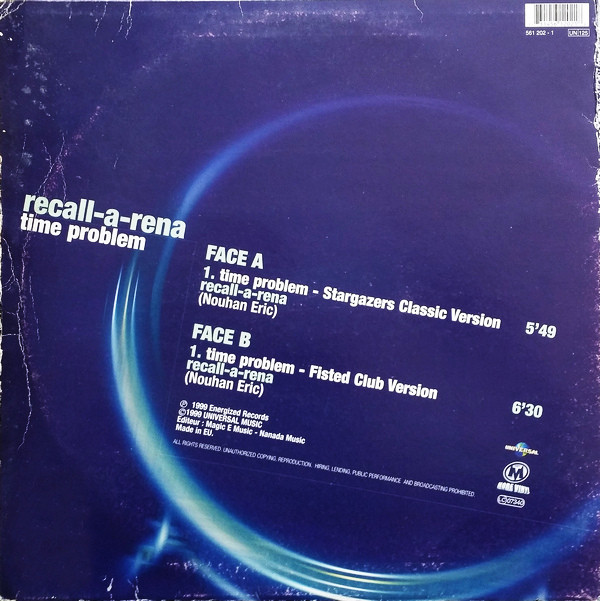 561 202 - 1
UN 125
recall-a-rena
time problem
FACE A
1. time problem - Stargazers Classic Version 5'49
recall-a-rena
(Nouhan Eric)
FACE B
1. time problem - Fisted Club Version 6'30
recall-a-rena
(Nouhan Eric)
℗ 1999 Energized Records
©1999 UNIVERSAL MUSIC
Editeur : Magic E Music - Nanada Music
Made in EU.
ALL RIGHTS RESERVED. UNAUTHORIZED COPYING, REPRODUCTION, HIRING, LENDING, PUBLIC PERFORMANCE AND BROADCASTING PROHIBITED
UNIVERSAL
M
VINYL
LC 07340